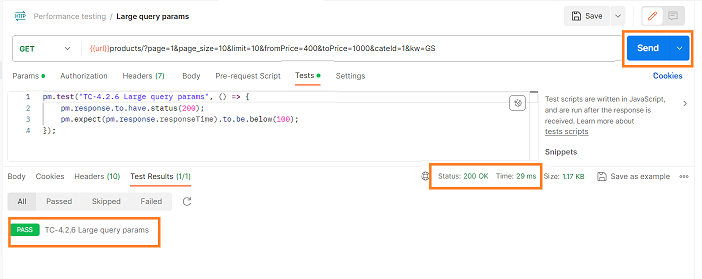 HTTP Performance testing / Large query params Save
GET {{url}}products/?page=1&page_size=10&limit=10&fromPrice=400&toPrice=1000&cateId=1&kw=GS Send
Params Authorization Headers (7) Body Pre-request Script Tests Settings Cookies
1 pm.test("TC-4.2.6 Large query params", () => {
2 pm.response.to.have.status(200);
3 pm.expect(pm.response.responseTime).to.be.below(100);
4 });
Test scripts are written in JavaScript,
and are run after the response is
received. Learn more about
tests scripts
Snippets
Body Cookies Headers (10) Test Results (1/1) Status: 200 OK Time: 29 ms Size: 1.17 KB Save as example
All Passed Skipped Failed
PASS TC-4.2.6 Large query params